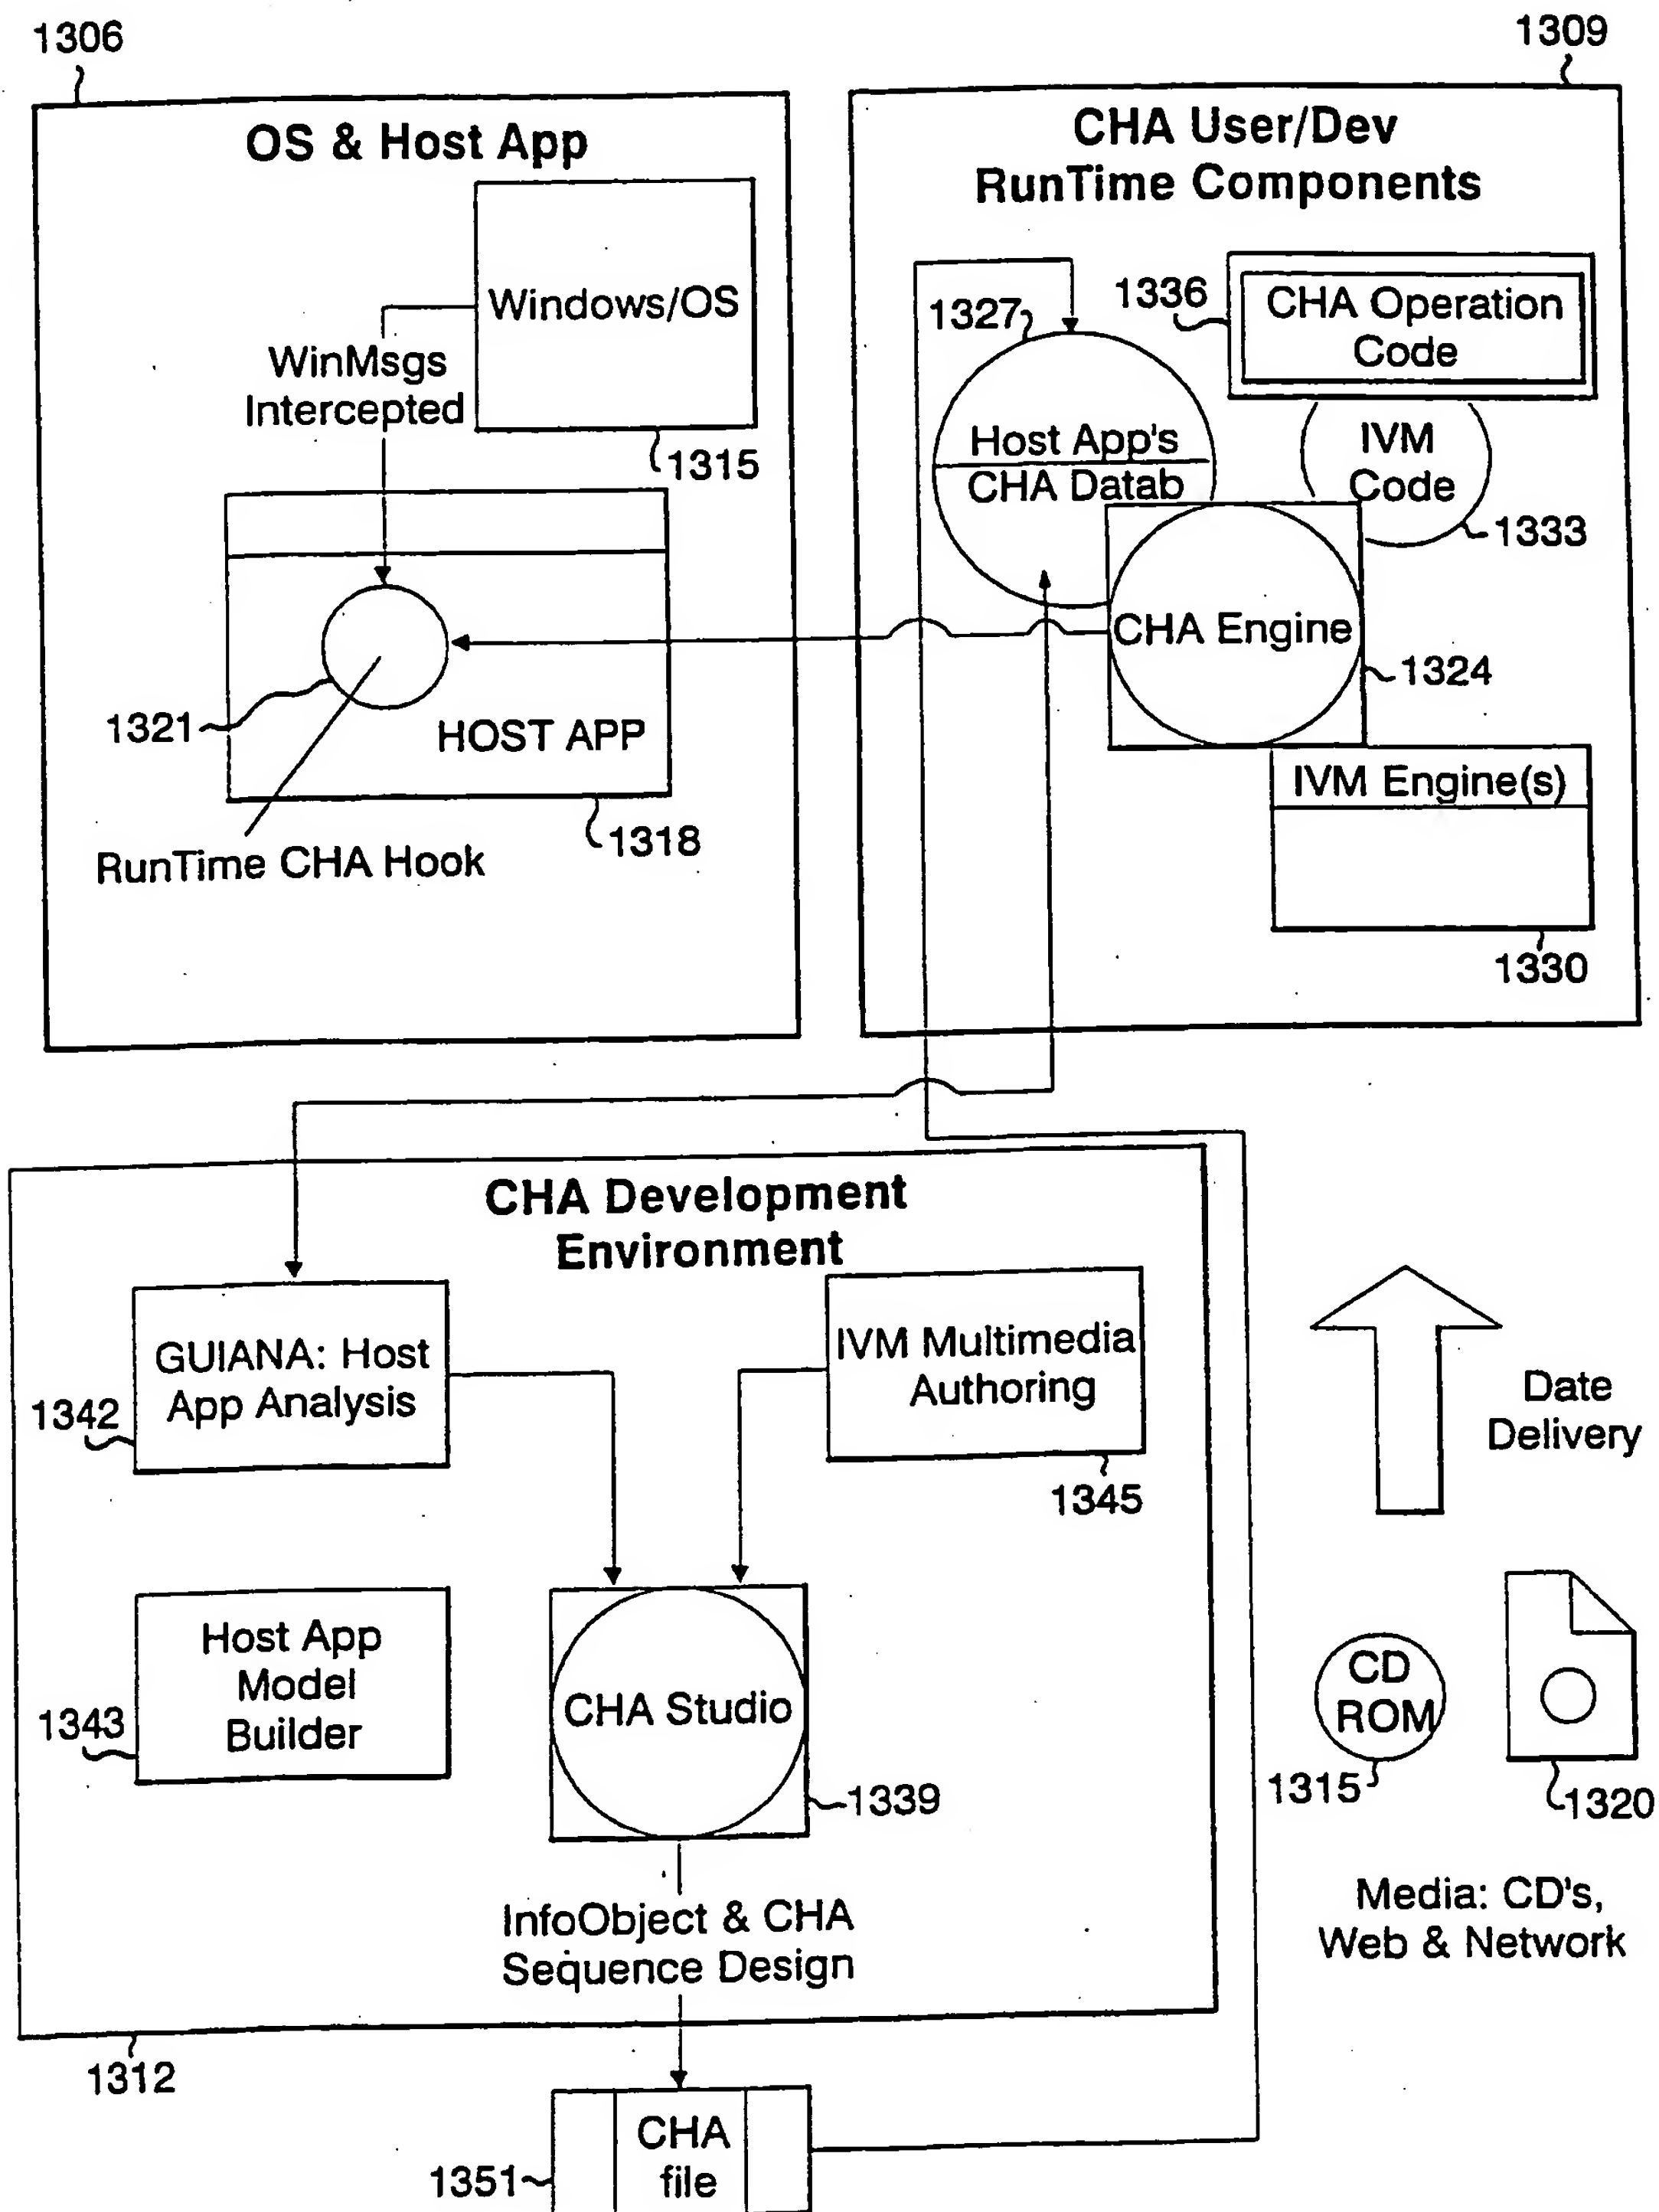 1306
1309
OS & Host App
CHA User/Dev
RunTime Components
Windows/OS
WinMsgs
Intercepted
1315
1327
1336
CHA Operation
Code
Host App's
CHA Datab
IVM
Code
1333
CHA Engine
1324
1321
HOST APP
IVM Engine(s)
1318
RunTime CHA Hook
1330
CHA Development
Environment
GUIANA: Host
App Analysis
1342
IVM Multimedia
Authoring
1345
Date
Delivery
Host App
Model
Builder
1343
CHA Studio
1339
CD
ROM
1315
1320
InfoObject & CHA
Sequence Design
Media: CD's,
Web & Network
1312
CHA
file
1351